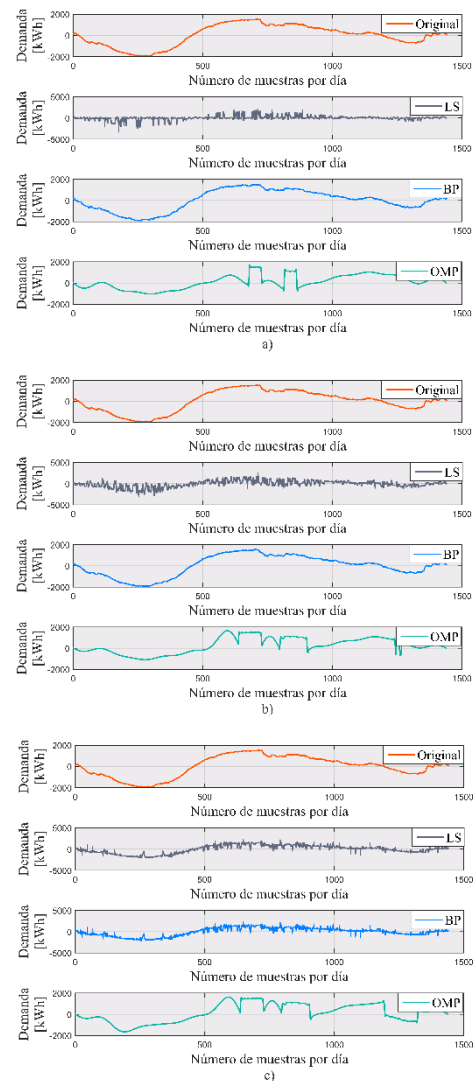 Demanda [kWh]
2000
0
-2000
Original
0 500 1000 1500
Número de muestras por día
Demanda [kWh]
5000
0
-5000
LS
0 500 1000 1500
Número de muestras por día
Demanda [kWh]
2000
0
-2000
BP
0 500 1000 1500
Número de muestras por día
Demanda [kWh]
2000
0
-2000
OMP
0 500 1000 1500
Número de muestras por día
a)
Demanda [kWh]
2000
0
-2000
Original
0 500 1000 1500
Número de muestras por día
Demanda [kWh]
5000
0
-5000
LS
0 500 1000 1500
Número de muestras por día
Demanda [kWh]
2000
0
-2000
BP
0 500 1000 1500
Número de muestras por día
Demanda [kWh]
2000
0
-2000
OMP
0 500 1000 1500
Número de muestras por día
b)
Demanda [kWh]
2000
0
-2000
Original
0 500 1000 1500
Número de muestras por día
Demanda [kWh]
5000
0
-5000
LS
0 500 1000 1500
Número de muestras por día
Demanda [kWh]
5000
0
-5000
BP
0 500 1000 1500
Número de muestras por día
Demanda [kWh]
2000
0
-2000
OMP
0 500 1000 1500
Número de muestras por día
c)